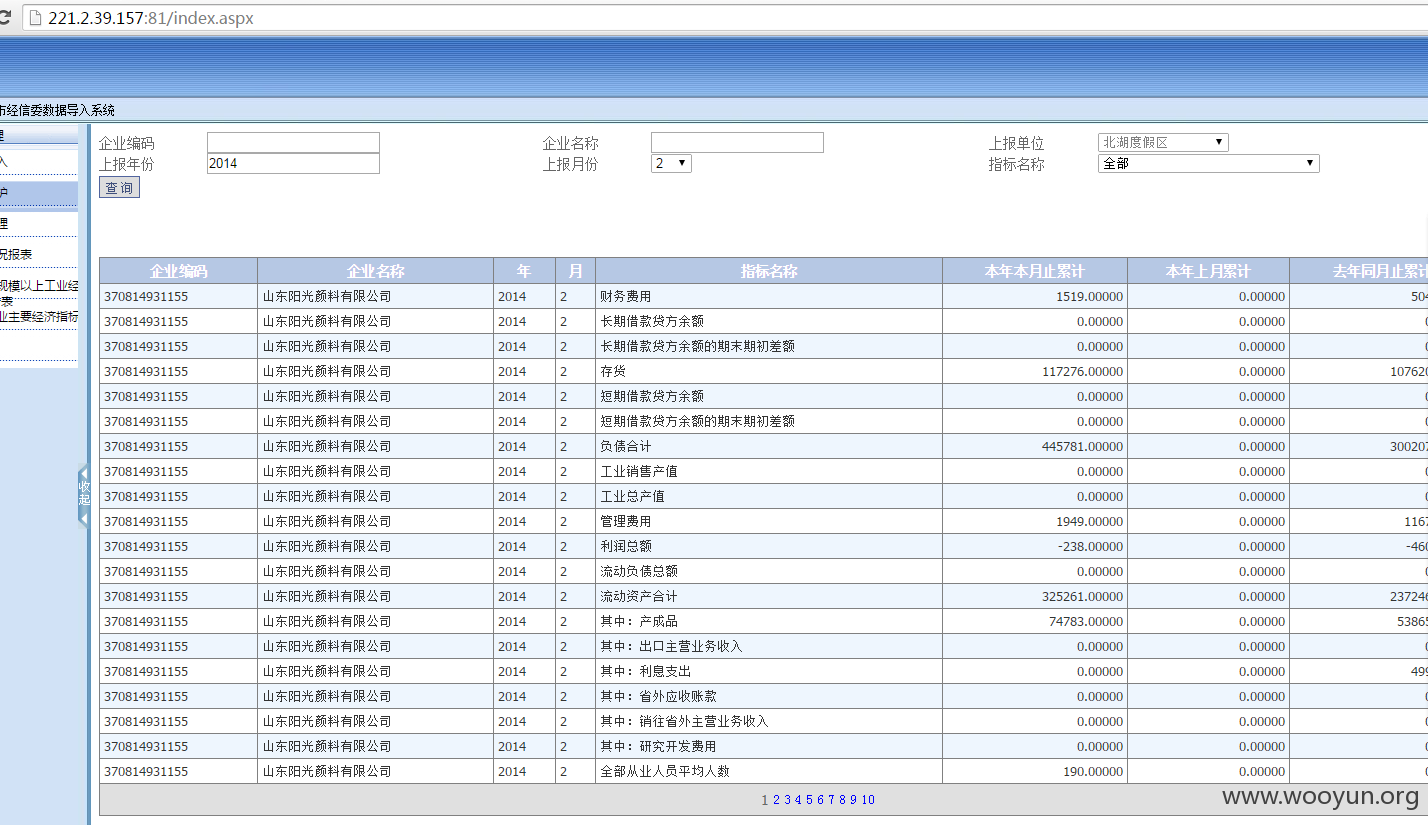 221.2.39.157:81/index.aspx
市经信委数据导入系统
理
入
护
理
况报表
规模以上工业经
表
业主要经济指标
收起
企业编码 企业名称 上报单位 北湖度假区
上报年份 2014 上报月份 2 指标名称 全部
查询
企业编码 企业名称 年 月 指标名称 本年本月止累计 本年上月累计 去年同月止累计
370814931155 山东阳光颜料有限公司 2014 2 财务费用 1519.00000 0.00000 504
370814931155 山东阳光颜料有限公司 2014 2 长期借款贷方余额 0.00000 0.00000 0
370814931155 山东阳光颜料有限公司 2014 2 长期借款贷方余额的期末期初差额 0.00000 0.00000 0
370814931155 山东阳光颜料有限公司 2014 2 存货 117276.00000 0.00000 107620
370814931155 山东阳光颜料有限公司 2014 2 短期借款贷方余额 0.00000 0.00000 0
370814931155 山东阳光颜料有限公司 2014 2 短期借款贷方余额的期末期初差额 0.00000 0.00000 0
370814931155 山东阳光颜料有限公司 2014 2 负债合计 445781.00000 0.00000 300207
370814931155 山东阳光颜料有限公司 2014 2 工业销售产值 0.00000 0.00000 0
370814931155 山东阳光颜料有限公司 2014 2 工业总产值 0.00000 0.00000 0
370814931155 山东阳光颜料有限公司 2014 2 管理费用 1949.00000 0.00000 1167
370814931155 山东阳光颜料有限公司 2014 2 利润总额 -238.00000 0.00000 -460
370814931155 山东阳光颜料有限公司 2014 2 流动负债总额 0.00000 0.00000 0
370814931155 山东阳光颜料有限公司 2014 2 流动资产合计 325261.00000 0.00000 237246
370814931155 山东阳光颜料有限公司 2014 2 其中：产成品 74783.00000 0.00000 53865
370814931155 山东阳光颜料有限公司 2014 2 其中：出口主营业务收入 0.00000 0.00000 0
370814931155 山东阳光颜料有限公司 2014 2 其中：利息支出 0.00000 0.00000 499
370814931155 山东阳光颜料有限公司 2014 2 其中：省外应收账款 0.00000 0.00000 0
370814931155 山东阳光颜料有限公司 2014 2 其中：销往省外主营业务收入 0.00000 0.00000 0
370814931155 山东阳光颜料有限公司 2014 2 其中：研究开发费用 0.00000 0.00000 0
370814931155 山东阳光颜料有限公司 2014 2 全部从业人员平均人数 190.00000 0.00000 0
1 2 3 4 5 6 7 8 9 10
www.wooyun.org